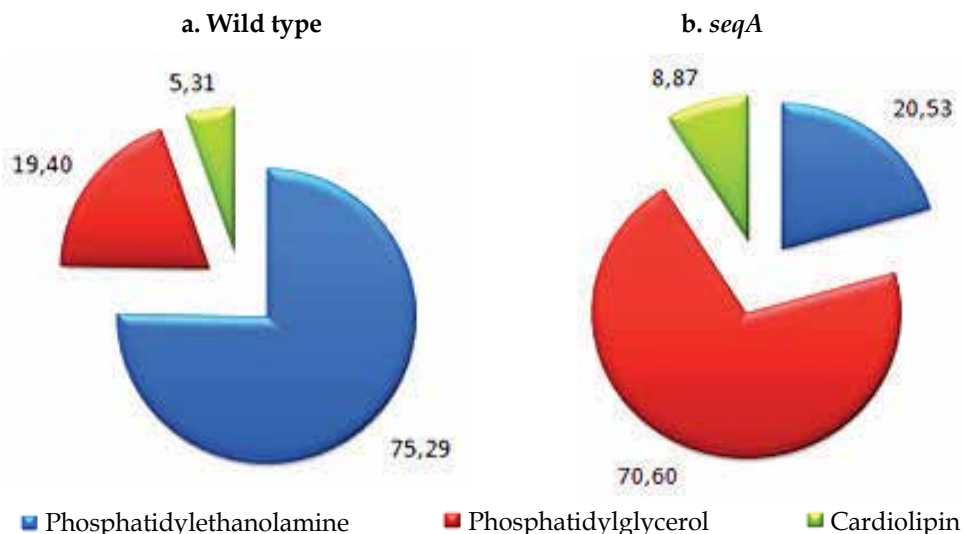 a. Wild type
b. seqA
5,31
19,40
75,29
8,87
20,53
70,60
Phosphatidylethanolamine
Phosphatidylglycerol
Cardiolipin